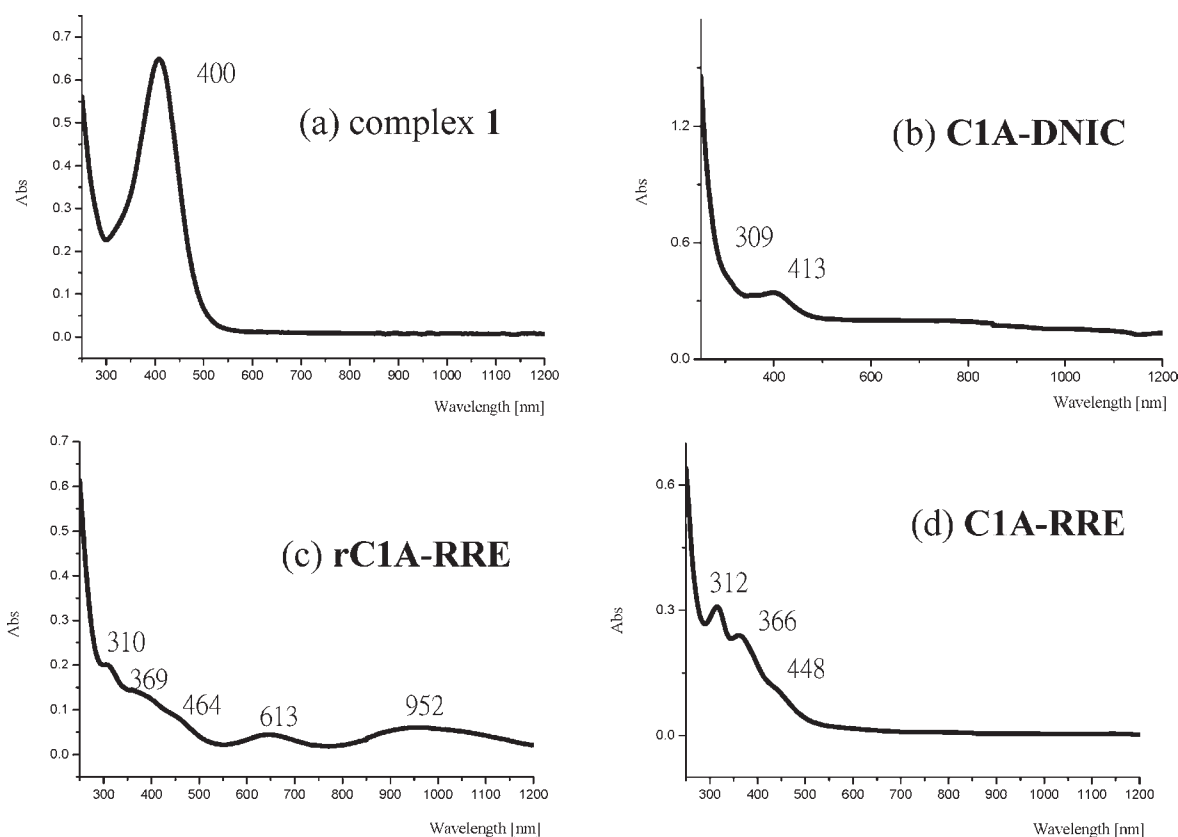 0.7
0.6
0.5
0.4
0.3
0.2
0.1
0.0
Abs
400
(a) complex 1
300 400 500 600 700 800 900 1000 1100 1200
Wavelength [nm]
1.2
0.6
0.0
Abs
309
413
(b) C1A-DNIC
400 600 800 1000 1200
Wavelength [nm]
0.7
0.6
0.5
0.4
0.3
0.2
0.1
0.0
Abs
(c) rC1A-RRE
310
369
464
613
952
300 400 500 600 700 800 900 1000 1100 1200
Wavelength [nm]
0.6
0.3
0.0
Abs
(d) C1A-RRE
312
366
448
300 400 500 600 700 800 900 1000 1100 1200
Wavelength [nm]